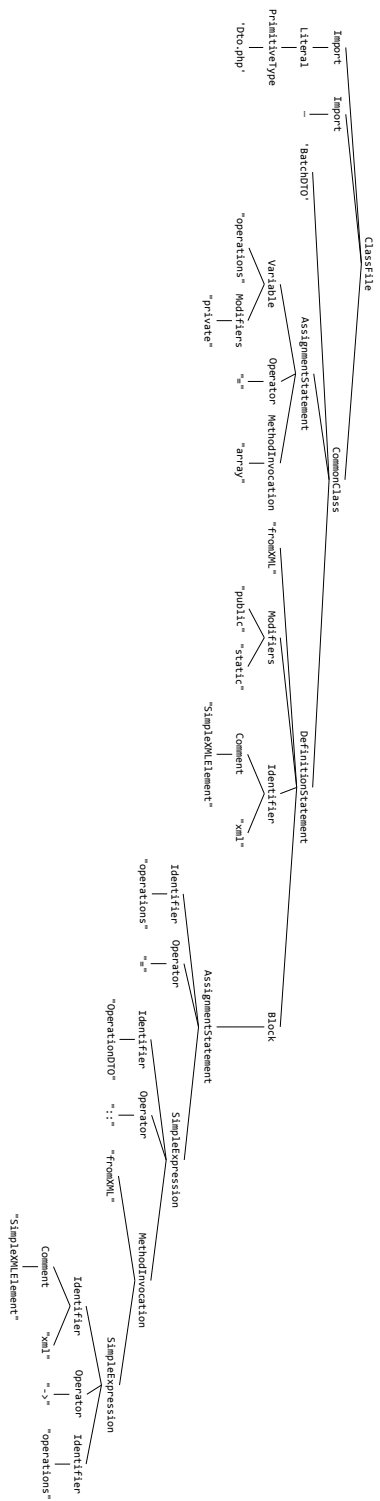 ClassFile
Import
Import
CommonClass
Literal
—
'BatchDTO'
AssignmentStatement
DefinitionStatement
PrimitiveType
Variable
Operator
MethodInvocation
"fromXML"
Modifiers
Identifier
Block
'Dto.php'
"operations"
Modifiers
"="
"array"
"public"
"static"
Comment
"xml"
AssignmentStatement
"private"
"SimpleXMLElement"
Identifier
Operator
SimpleExpression
"operations"
"="
Identifier
Operator
MethodInvocation
"OperationDTO"
"::"
"fromXML"
SimpleExpression
Identifier
Operator
Identifier
Comment
"xml"
"->"
"operations"
"SimpleXMLElement"